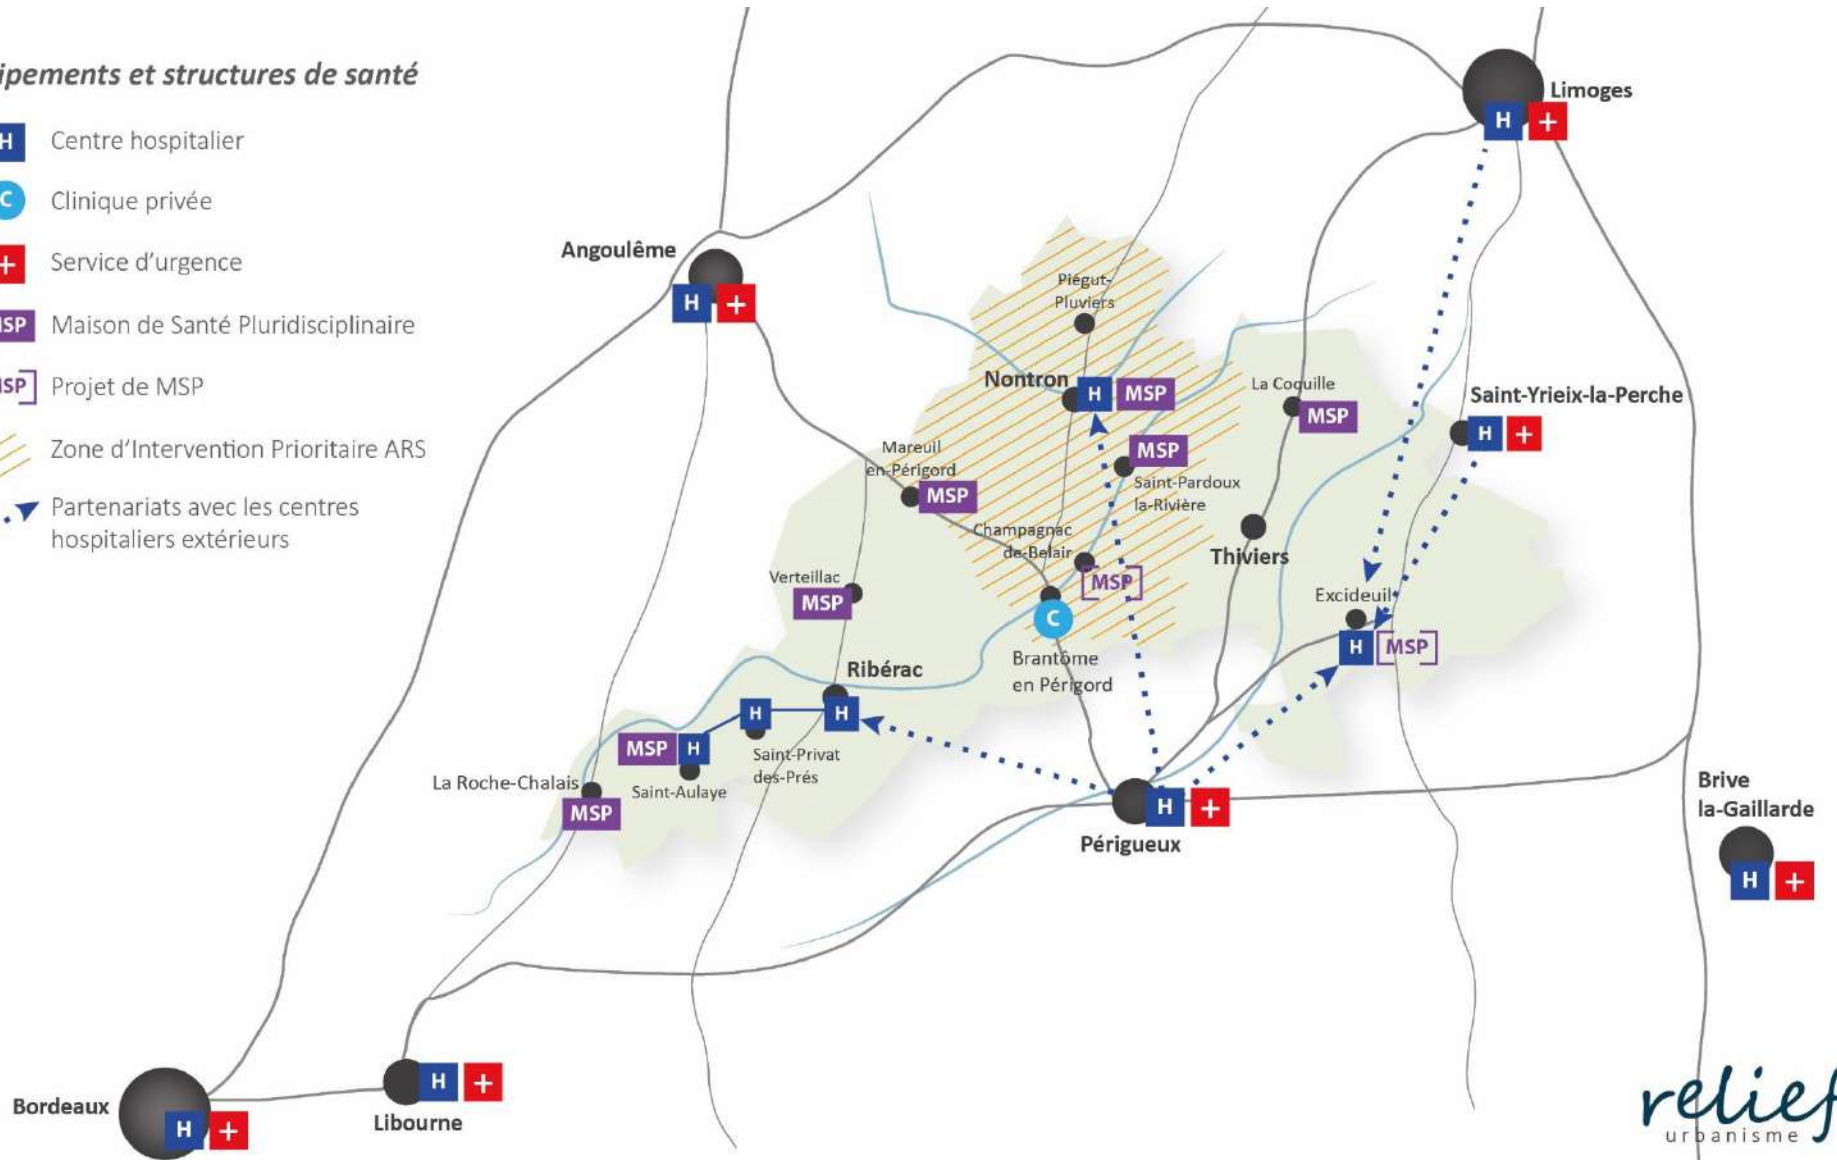 ipements et structures de santé
H
Centre hospitalier
C
Clinique privée
+
Service d'urgence
MSP
Maison de Santé Pluridisciplinaire
MSP
Projet de MSP
Zone d'Intervention Prioritaire ARS
Partenariats avec les centres
hospitaliers extérieurs
Limoges
H +
Angoulême
H +
Piégut-
Pluviers
Nontron
H MSP
La Coquille
MSP
Saint-Yrieix-la-Perche
H +
Mareuil
en-Périgord
MSP
MSP
Saint-Pardoux
la-Rivière
Champagnac
de-Belair
MSP
Thiviers
Verteillac
MSP
C
Brantôme
en Périgord
Excideuil
H MSP
Ribérac
H
H
Saint-Privat
des-Prés
MSP H
Saint-Aulaye
La Roche-Chalais
MSP
H +
Périgueux
Brive
la-Gaillarde
H +
H +
Libourne
Bordeaux
H +
relief
urbanisme